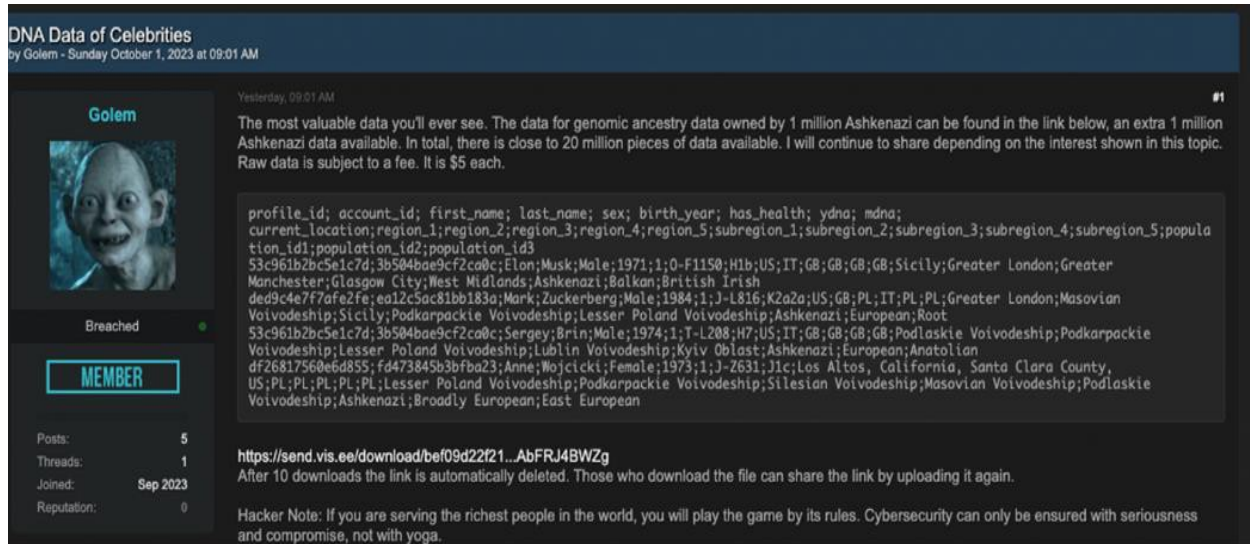 DNA Data of Celebrities
by Golem - Sunday October 1, 2023 at 09:01 AM
Golem
Breached
MEMBER
Posts: 5
Threads: 1
Joined: Sep 2023
Reputation: 0
Yesterday, 09:01 AM #1
The most valuable data you'll ever see. The data for genomic ancestry data owned by 1 million Ashkenazi can be found in the link below, an extra 1 million
Ashkenazi data available. In total, there is close to 20 million pieces of data available. I will continue to share depending on the interest shown in this topic.
Raw data is subject to a fee. It is $5 each.
profile_id; account_id; first_name; last_name; sex; birth_year; has_health; ydna; mdna;
current_location;region_1;region_2;region_3;region_4;region_5;subregion_1;subregion_2;subregion_3;subregion_4;subregion_5;popula
tion_id1;population_id2;population_id3
53c961b2bc5e1c7d;3b504bae9cf2ca0c;Elon;Musk;Male;1971;1;O-F1150;H1b;US;IT;GB;GB;GB;GB;Sicily;Greater London;Greater
Manchester;Glasgow City;West Midlands;Ashkenazi;Balkan;British Irish
ded9c4e7f7afe2fe;ea12c5ac81bb183a;Mark;Zuckerberg;Male;1984;1;J-L816;K2a2a;US;GB;PL;IT;PL;PL;Greater London;Masovian
Voivodeship;Sicily;Podkarpackie Voivodeship;Lesser Poland Voivodeship;Ashkenazi;European;Root
53c961b2bc5e1c7d;3b504bae9cf2ca0c;Sergey;Brin;Male;1974;1;T-L208;H7;US;IT;GB;GB;GB;GB;Podlaskie Voivodeship;Podkarpackie
Voivodeship;Lesser Poland Voivodeship;Lublin Voivodeship;Kyiv Oblast;Ashkenazi;European;Anatolian
df26817560e6d855;fd473845b3bfba23;Anne;Wojcicki;Female;1973;1;J-Z631;J1c;Los Altos, California, Santa Clara County,
US;PL;PL;PL;PL;PL;Lesser Poland Voivodeship;Podkarpackie Voivodeship;Silesian Voivodeship;Masovian Voivodeship;Podlaskie
Voivodeship;Ashkenazi;Broadly European;East European
https://send.vis.ee/download/bef09d22f21...AbFRJ4BWZg
After 10 downloads the link is automatically deleted. Those who download the file can share the link by uploading it again.
Hacker Note: If you are serving the richest people in the world, you will play the game by its rules. Cybersecurity can only be ensured with seriousness
and compromise, not with yoga.